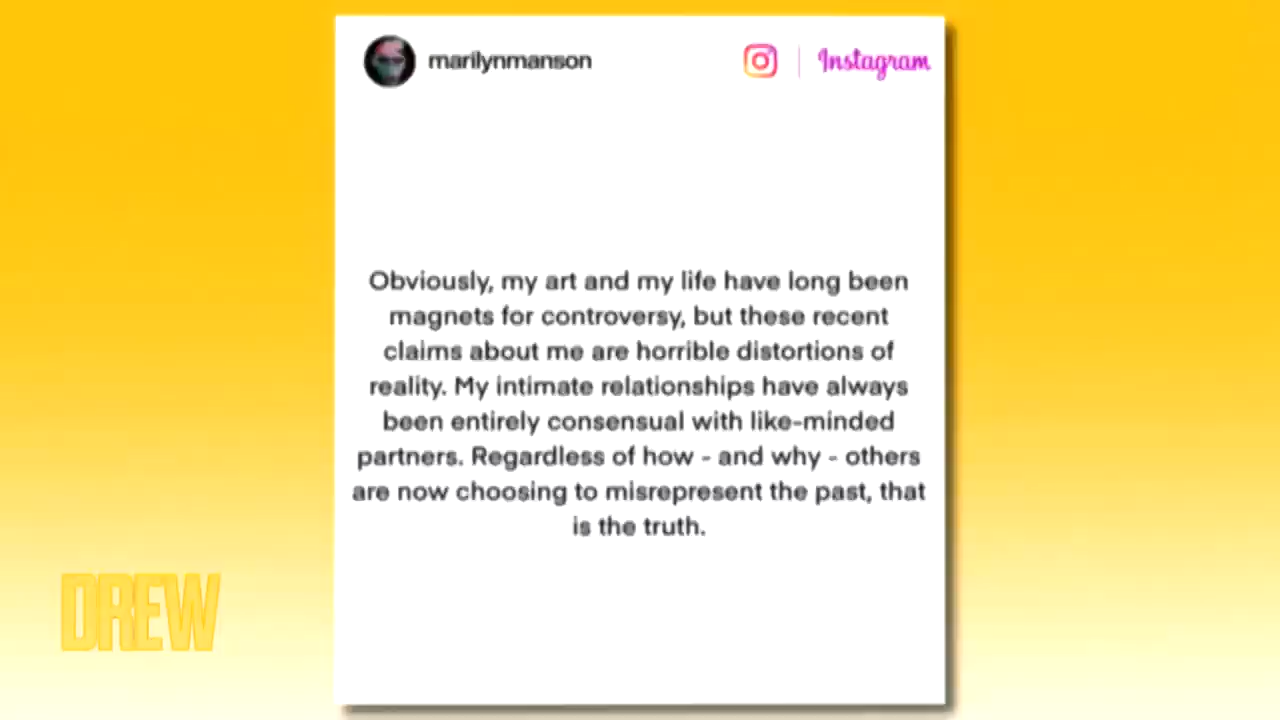 marilynmanson
Instagram
Obviously, my art and my life have long been
magnets for controversy, but these recent
claims about me are horrible distortions of
reality. My intimate relationships have always
been entirely consensual with like-minded
partners. Regardless of how - and why - others
are now choosing to misrepresent the past, that
is the truth.
DREW